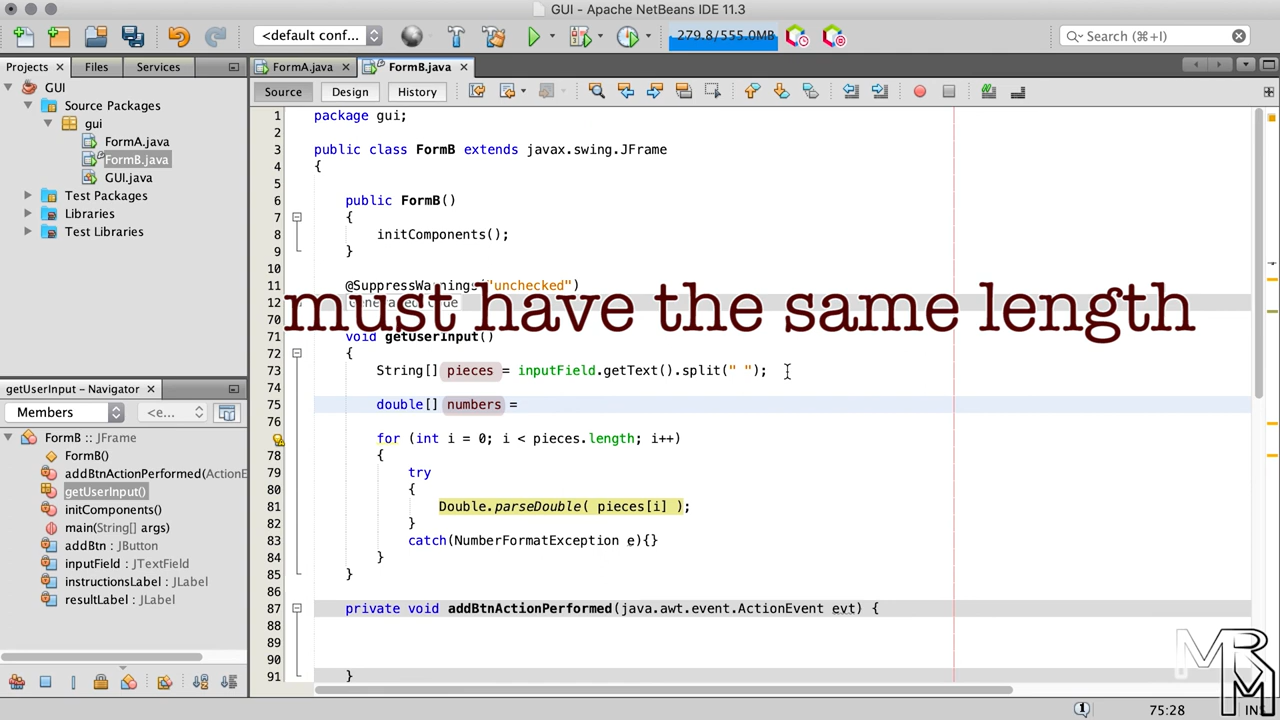 GUI - Apache NetBeans IDE 11.3
<default conf...
279.8/555.0MB
Search (⌘+I)
Projects
Files
Services
FormA.java
FormB.java
Source
Design
History
GUI
Source Packages
gui
FormA.java
FormB.java
GUI.java
Test Packages
Libraries
Test Libraries
getUserInput - Navigator
Members
<e...
FormB :: JFrame
FormB()
addBtnActionPerformed(ActionE
getUserInput()
initComponents()
main(String[] args)
addBtn : JButton
inputField : JTextField
instructionsLabel : JLabel
resultLabel : JLabel
1 package gui;
2
3 public class FormB extends javax.swing.JFrame
4 {
5
6 public FormB()
7 {
8 initComponents();
9 }
10
11 @SuppressWarnings("unchecked")
12 Generated Code
must have the same length
70
71 void getUserInput()
72 {
73 String[] pieces = inputField.getText().split(" ");
74
75 double[] numbers =
76
for (int i = 0; i < pieces.length; i++)
78 {
79 try
80 {
81 Double.parseDouble( pieces[i] );
82 }
83 catch(NumberFormatException e){}
84 }
85 }
86
87 private void addBtnActionPerformed(java.awt.event.ActionEvent evt) {
88
89
90
91 }
75:28
INS
MRM